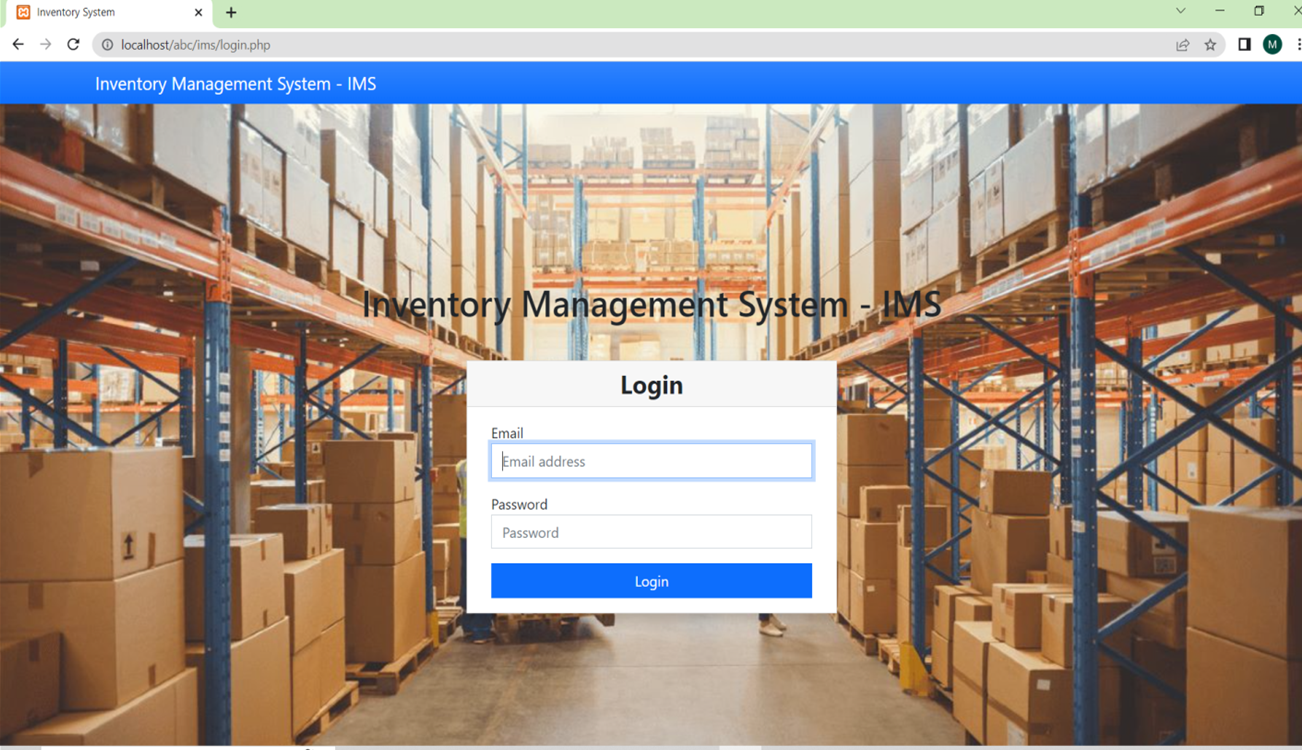 Inventory System
localhost/abc/ims/login.php
M
Inventory Management System - IMS
Inventory Management System - IMS
Login
Email
Email address
Password
Password
Login